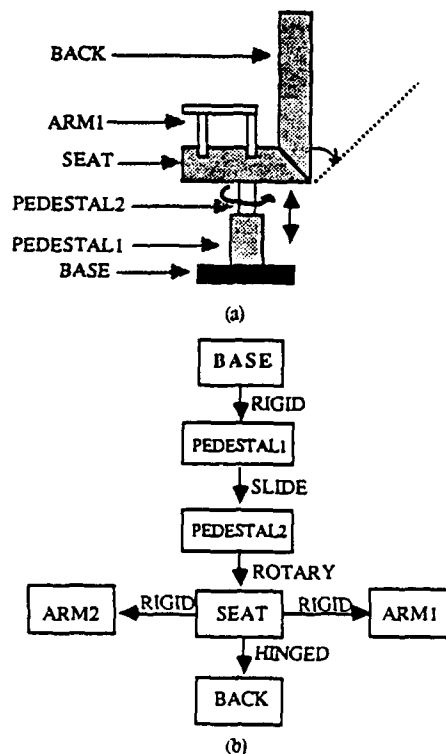 BACK
ARM1
SEAT
PEDESTAL2
PEDESTAL1
BASE
(a)
BASE
RIGID
PEDESTAL1
SLIDE
PEDESTAL2
ROTARY
ARM2 RIGID SEAT RIGID ARM1
HINGED
BACK
(b)